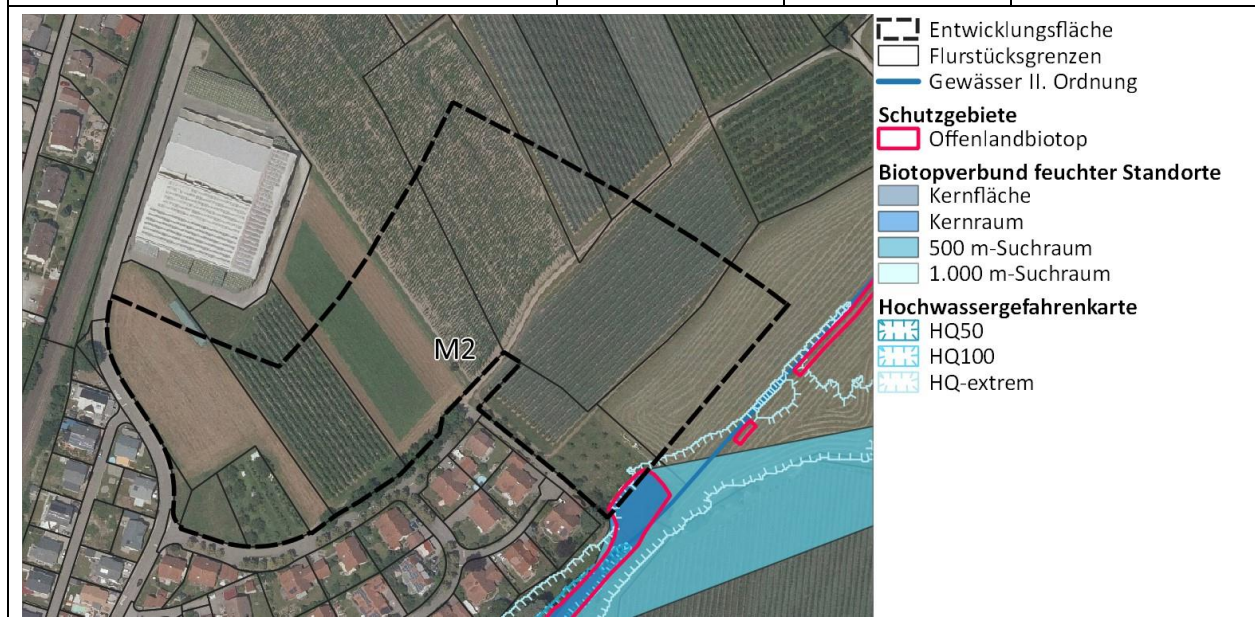 M2
Entwicklungsfläche
Flurstücksgrenzen
Gewässer II. Ordnung
Schutzgebiete
Offenlandbiotop
Biotopverbund feuchter Standorte
Kernfläche
Kernraum
500 m-Suchraum
1.000 m-Suchraum
Hochwassergefahrenkarte
HQ50
HQ100
HQ-extrem